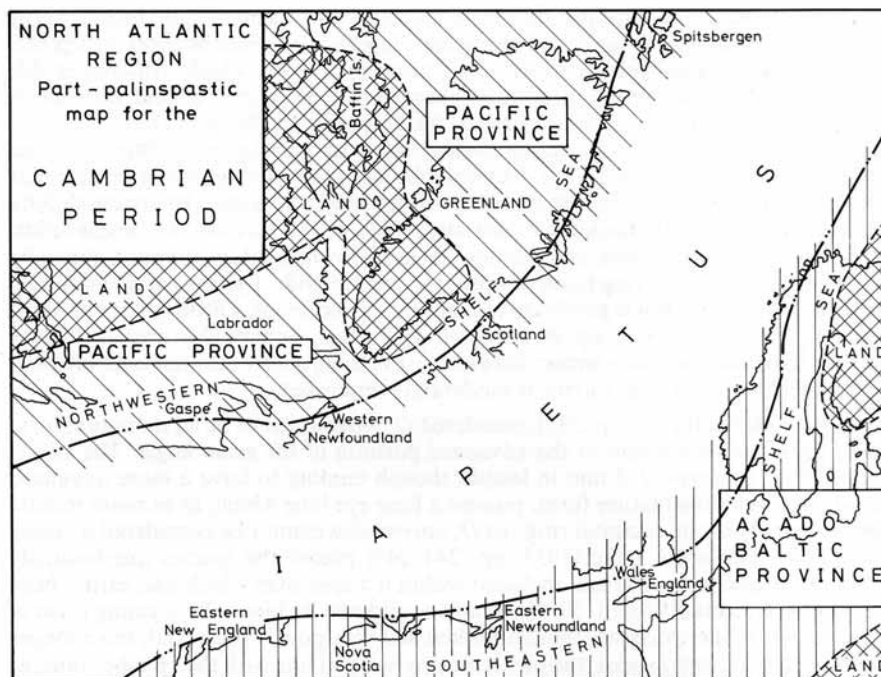 NORTH ATLANTIC
REGION
Part-palinspastic
map for the
CAMBRIAN
PERIOD
Baffin Is.
Spitsbergen
PACIFIC
PROVINCE
LAND
GREENLAND
SEA
SHELF
LAND
Labrador
PACIFIC PROVINCE
NORTHWESTERN
Gaspe
Western
Newfoundland
Scotland
IAPETUS
SEA
SHELF
LAND
ACADO
BALTIC
PROVINCE
Wales
England
Eastern
New England
Nova
Scotia
Eastern
Newfoundland
SOUTHEASTERN
LAND